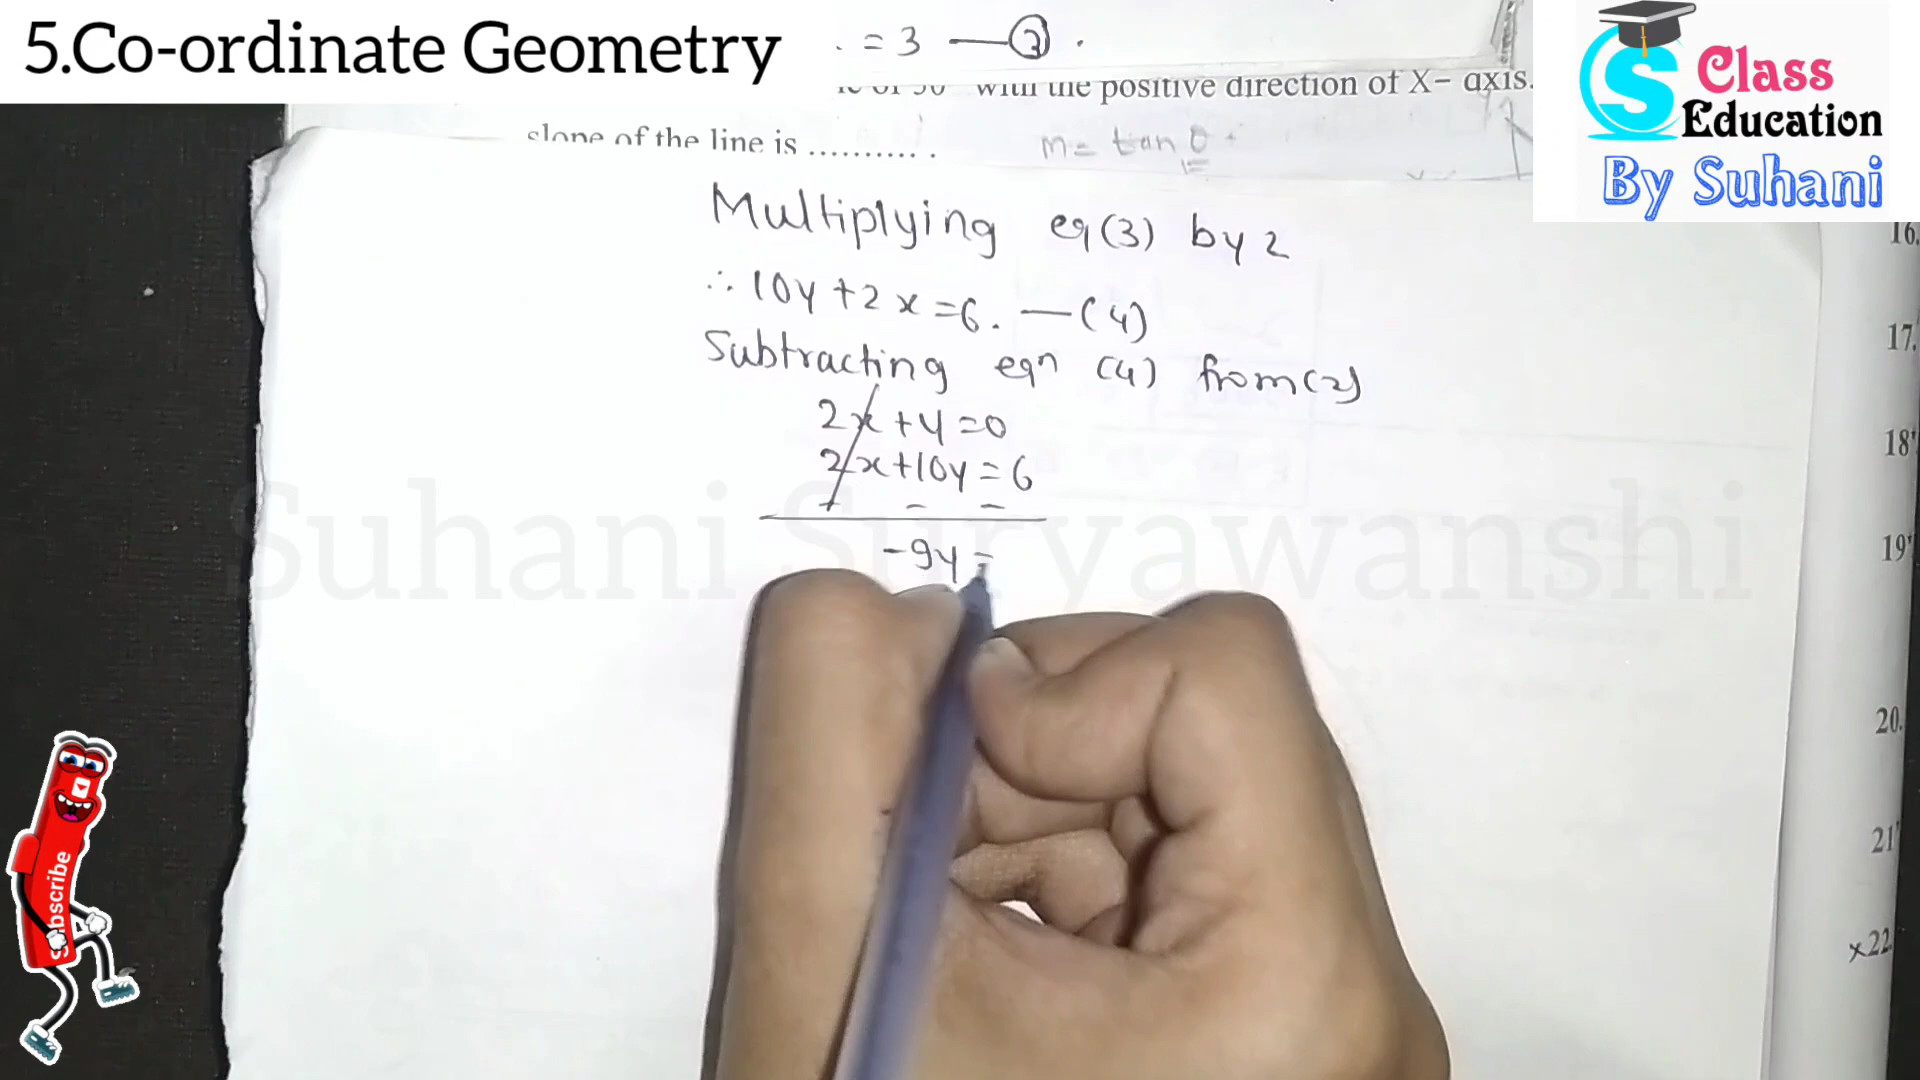 5.Co-ordinate Geometry
= 3 —
with the positive direction of X- axis.
slope of the line is .......... .
m = tan θ
Class
Education
By Suhani
Multiplying eq(3) by 2
∴ 10y + 2x = 6. — (4)
Subtracting eqn (4) from (2)
2x + y = 0
2x + 10y = 6
- - -
-9y =
Suhani Suryawanshi
Subscribe
16.
17.
18
19
20.
21
x22